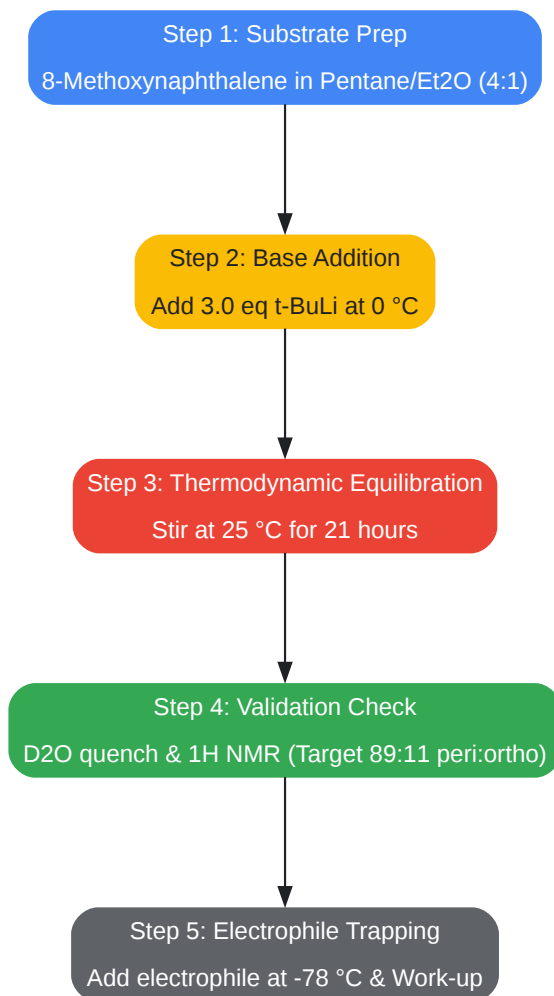 Step 1: Substrate Prep
8-Methoxynaphthalene in Pentane/Et2O (4:1)
Step 2: Base Addition
Add 3.0 eq t-BuLi at 0 °C
Step 3: Thermodynamic Equilibration
Stir at 25 °C for 21 hours
Step 4: Validation Check
D2O quench & 1H NMR (Target 89:11 peri:ortho)
Step 5: Electrophile Trapping
Add electrophile at -78 °C & Work-up